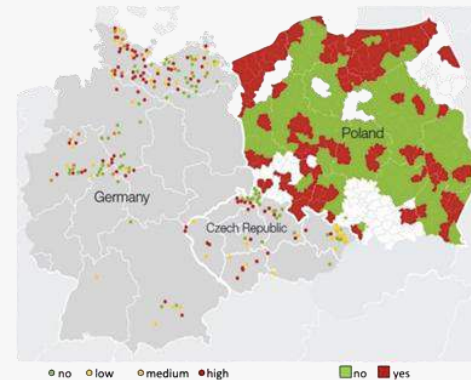 Poland
Germany
Czech Republic
no low medium high no yes